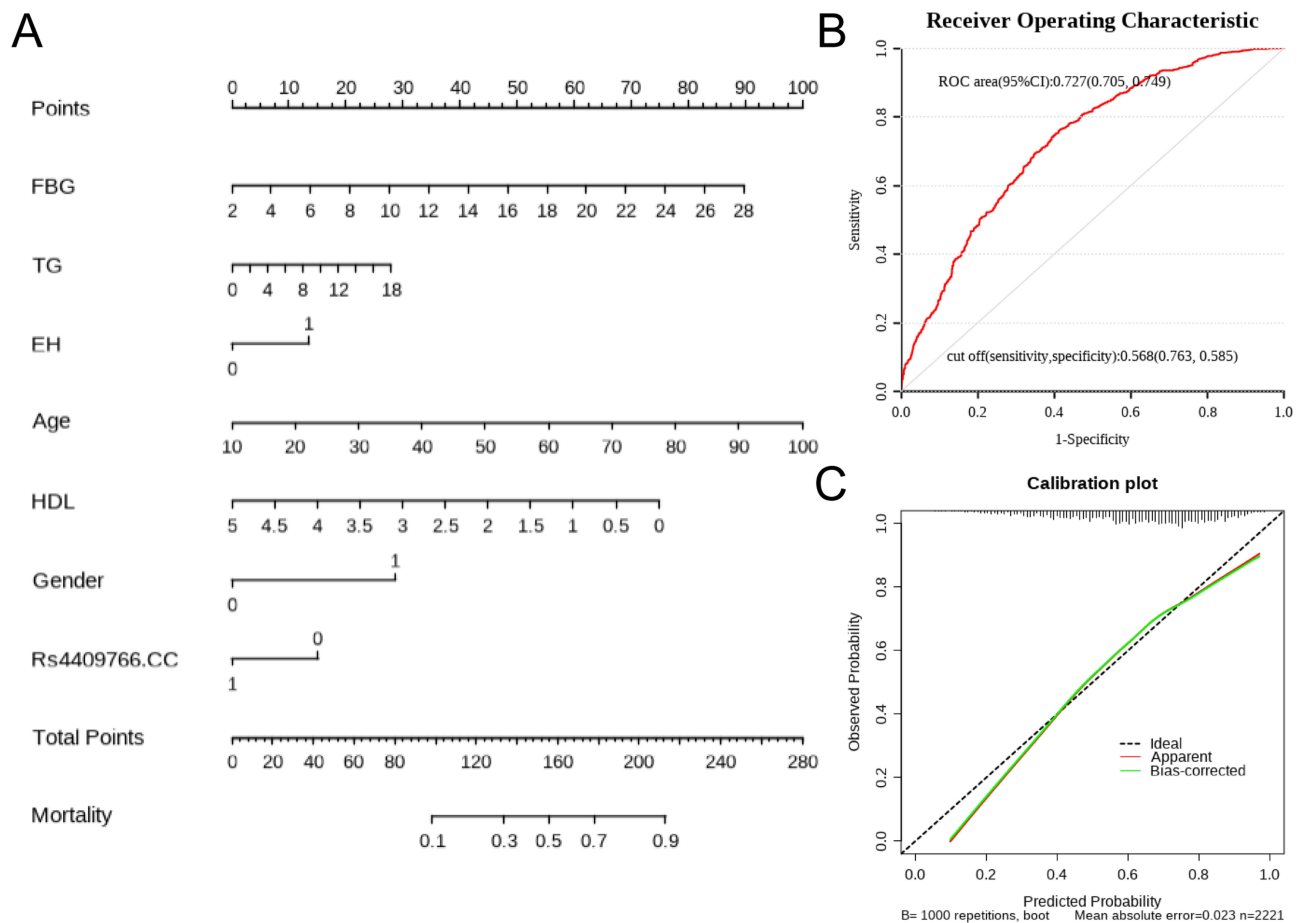 A
Points
0 10 20 30 40 50 60 70 80 90 100
FBG
2 4 6 8 10 12 14 16 18 20 22 24 26 28
TG
0 4 8 12 18
EH
1
0
Age
10 20 30 40 50 60 70 80 90 100
HDL
5 4.5 4 3.5 3 2.5 2 1.5 1 0.5 0
Gender
1
0
Rs4409766.CC
0
1
Total Points
0 20 40 60 80 120 160 200 240 280
Mortality
0.1 0.3 0.5 0.7 0.9
B
Receiver Operating Characteristic
ROC area(95%CI):0.727(0.705, 0.749)
cut off(sensitivity,specificity):0.568(0.763, 0.585)
Sensitivity
0.0 0.2 0.4 0.6 0.8 1.0
0.0 0.2 0.4 0.6 0.8 1.0
1-Specificity
C
Calibration plot
Observed Probability
0.0 0.2 0.4 0.6 0.8 1.0
Ideal
Apparent
Bias-corrected
0.0 0.2 0.4 0.6 0.8 1.0
Predicted Probability
B= 1000 repetitions, boot Mean absolute error=0.023 n=2221